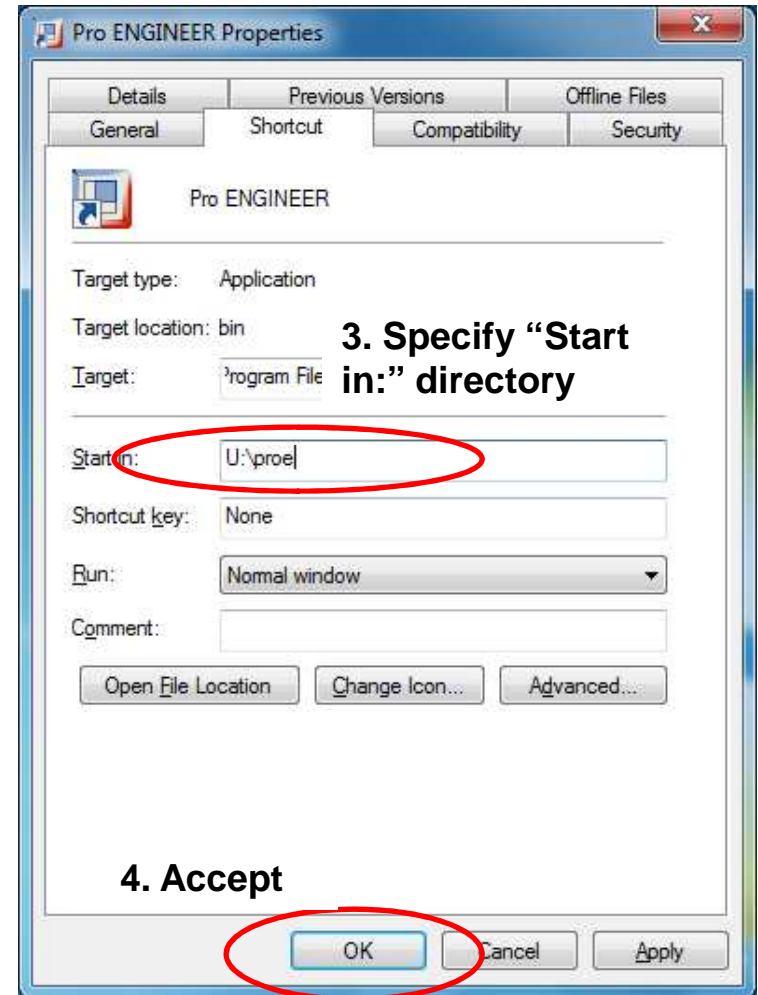 Pro ENGINEER Properties
Details Previous Versions Offline Files
General Shortcut Compatibility Security
Pro ENGINEER
Target type: Application
Target location: bin
3. Specify “Start
in:” directory
Target: Program File
Start in: U:\proe
Shortcut key: None
Run: Normal window
Comment:
Open File Location Change Icon... Advanced...
4. Accept
OK Cancel Apply